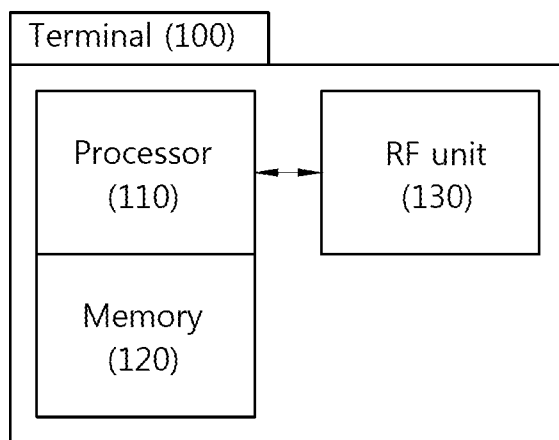 Terminal (100)
Processor
(110)
RF unit
(130)
Memory
(120)